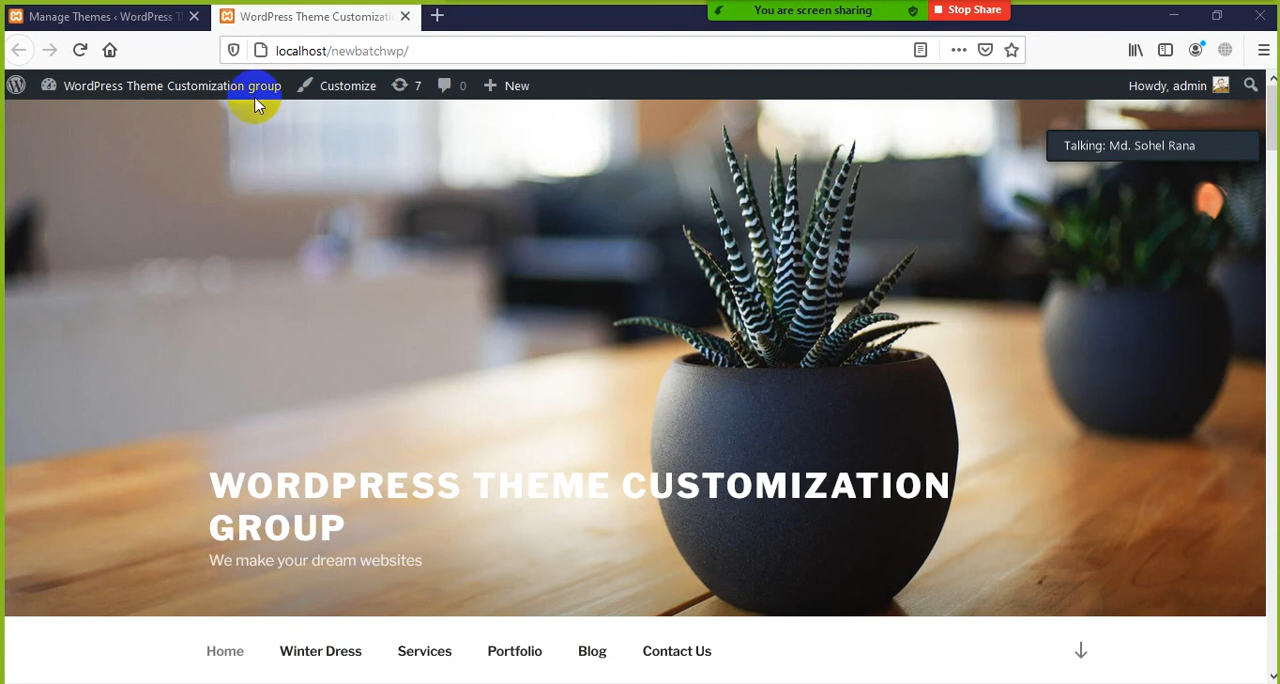 Manage Themes ‹ WordPress T
WordPress Theme Customizati
You are screen sharing
Stop Share
localhost/newbatchwp/
WordPress Theme Customization group
Customize
7
0
New
Howdy, admin
Talking: Md. Sohel Rana
WORDPRESS THEME CUSTOMIZATION
GROUP
We make your dream websites
Home
Winter Dress
Services
Portfolio
Blog
Contact Us